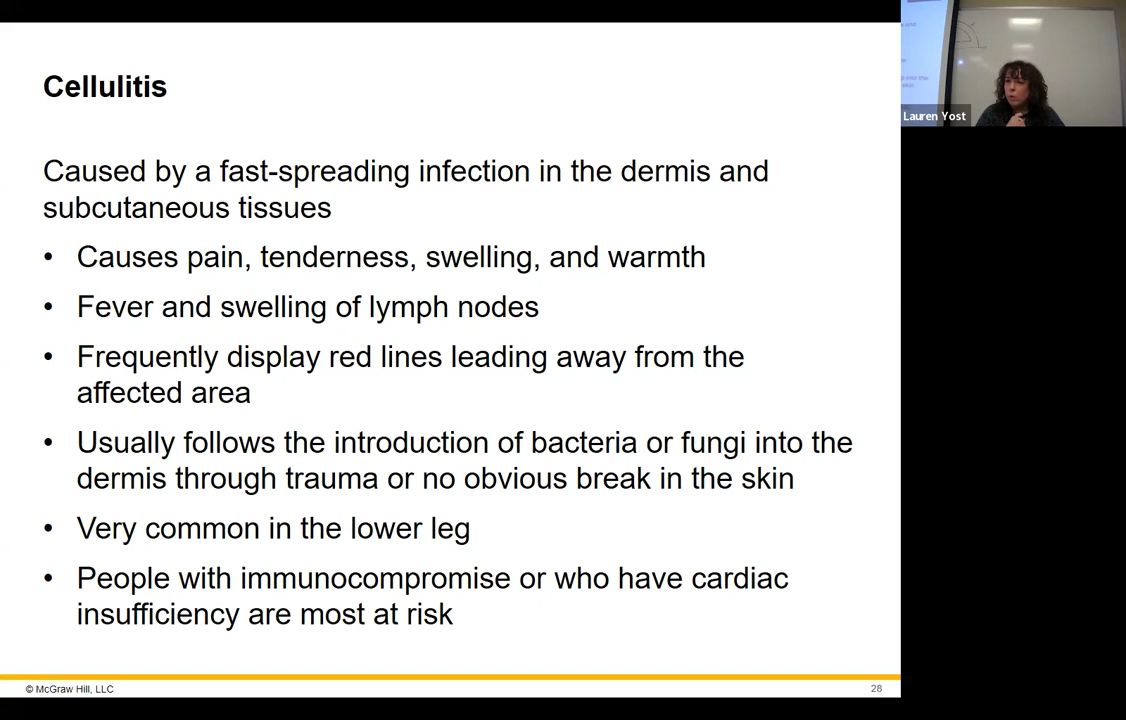 Cellulitis
Caused by a fast-spreading infection in the dermis and
subcutaneous tissues
• Causes pain, tenderness, swelling, and warmth
• Fever and swelling of lymph nodes
• Frequently display red lines leading away from the
affected area
• Usually follows the introduction of bacteria or fungi into the
dermis through trauma or no obvious break in the skin
• Very common in the lower leg
• People with immunocompromise or who have cardiac
insufficiency are most at risk
© McGraw Hill, LLC
28
Lauren Yost